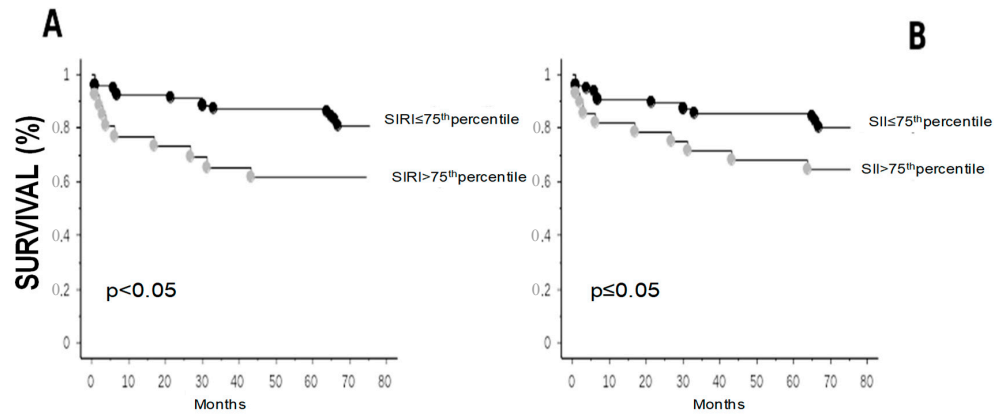 A
SURVIVAL (%)
1
0.8
0.6
0.4
0.2
0
SIRI≤75thpercentile
SIRI>75thpercentile
p<0.05
0 10 20 30 40 50 60 70 80
Months
B
1
0.8
0.6
0.4
0.2
0
SII≤75thpercentile
SII>75thpercentile
p≤0.05
0 10 20 30 40 50 60 70 80
Months